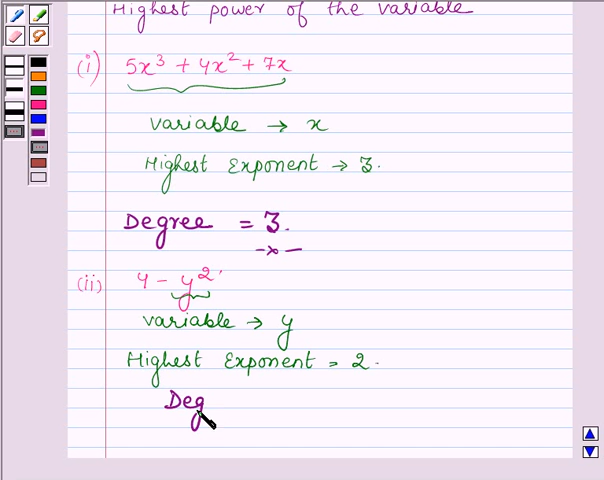 Highest power of the variable
(i) 5x³ + 4x² + 7x
Variable → x
Highest Exponent → 3.
Degree = 3.
(ii) 4 - y²
Variable → y
Highest Exponent = 2.
Deg